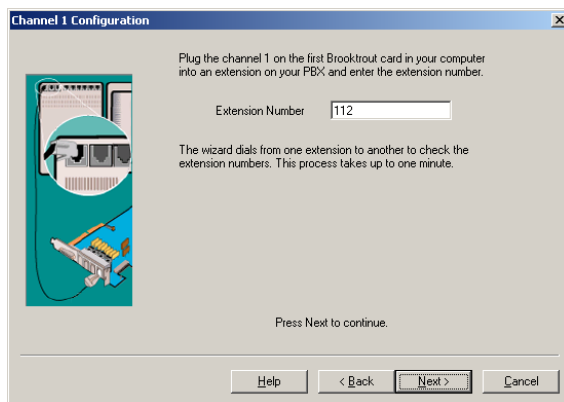 Channel 1 Configuration
Plug the channel 1 on the first Brooktrout card in your computer
into an extension on your PBX and enter the extension number.
Extension Number 112
The wizard dials from one extension to another to check the
extension numbers. This process takes up to one minute.
Press Next to continue.
Help < Back Next > Cancel